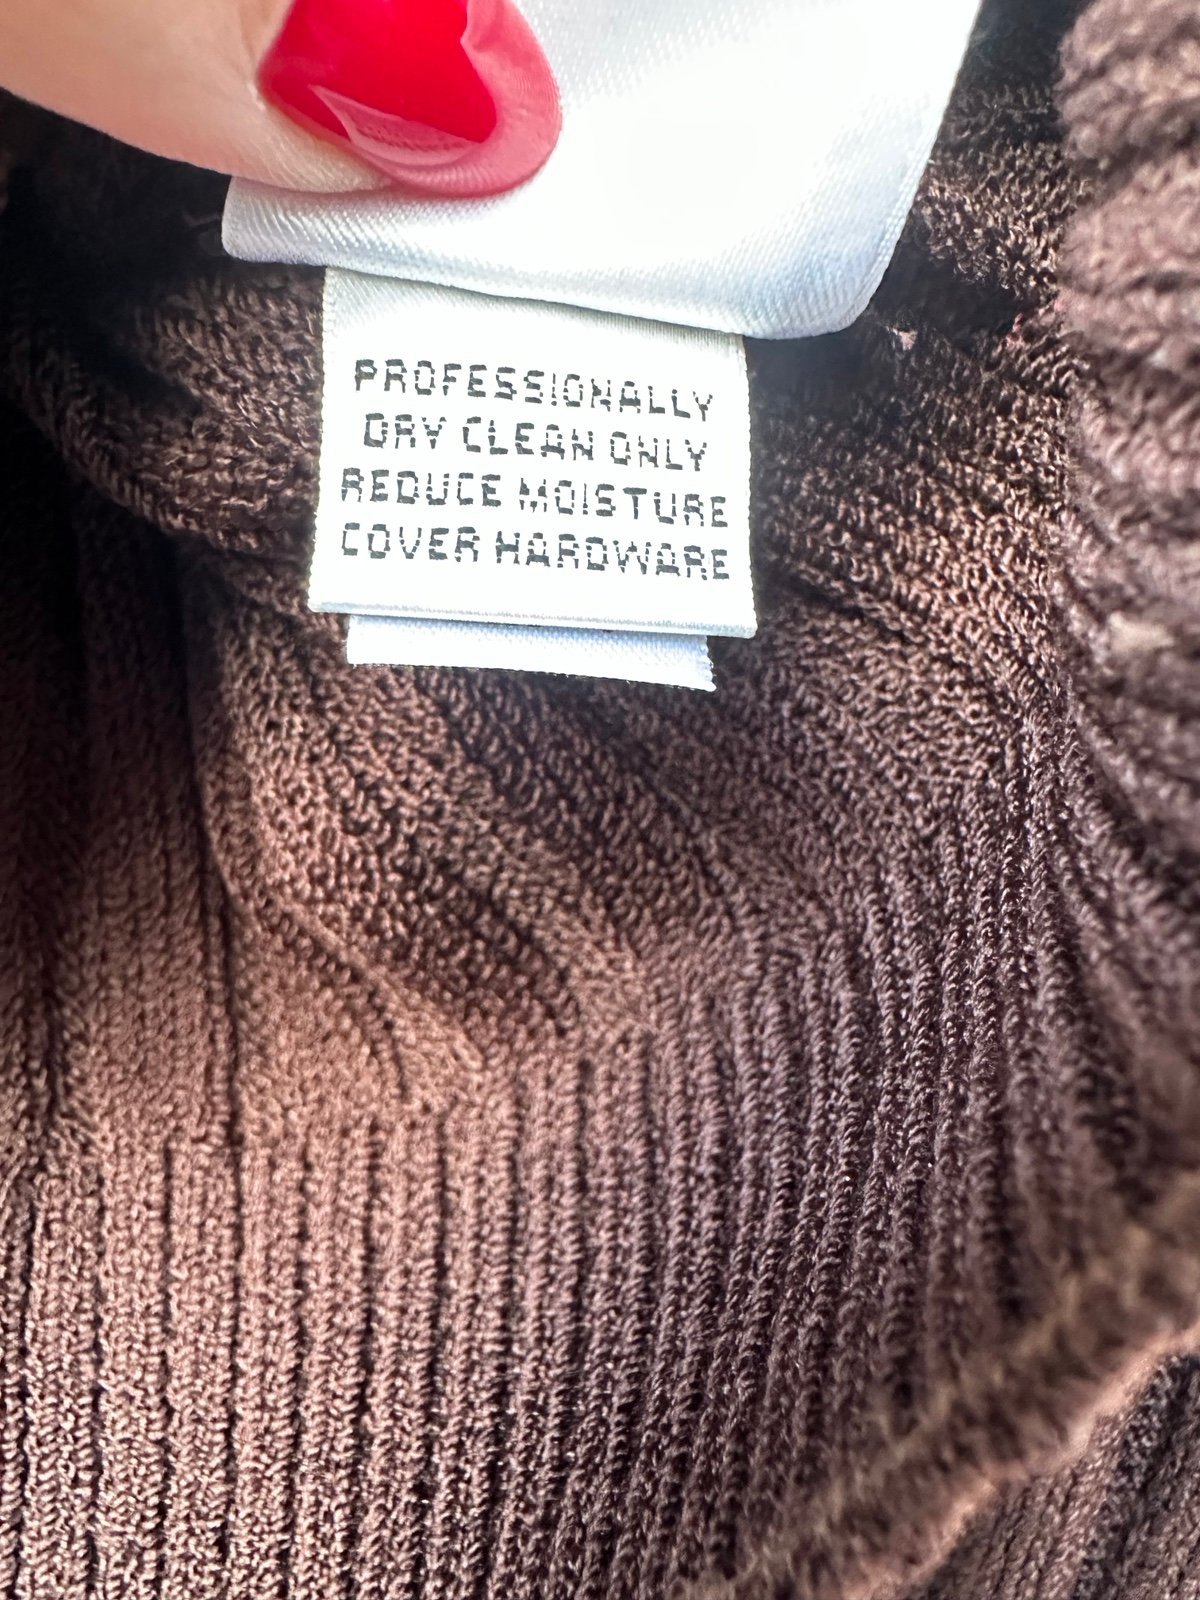 PROFESSIONALLY
DRY CLEAN ONLY
REDUCE MOISTURE
COVER HARDWARE